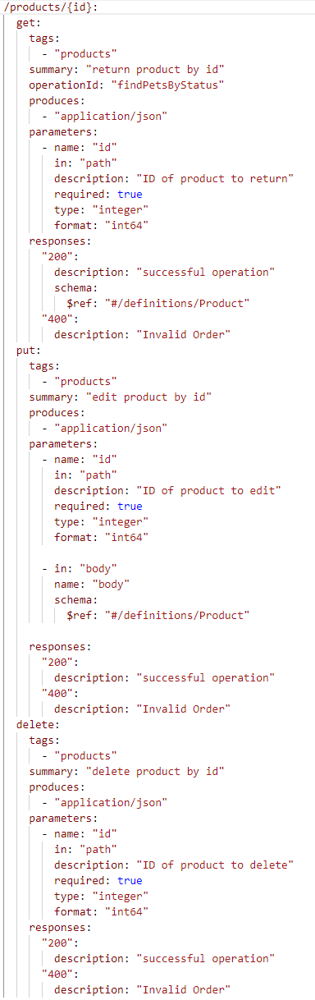 /products/{id}:
  get:
    tags:
      - "products"
    summary: "return product by id"
    operationId: "findPetsByStatus"
    produces:
      - "application/json"
    parameters:
      - name: "id"
        in: "path"
        description: "ID of product to return"
        required: true
        type: "integer"
        format: "int64"
    responses:
      "200":
        description: "successful operation"
        schema:
          $ref: "#/definitions/Product"
      "400":
        description: "Invalid Order"
  put:
    tags:
      - "products"
    summary: "edit product by id"
    produces:
      - "application/json"
    parameters:
      - name: "id"
        in: "path"
        description: "ID of product to edit"
        required: true
        type: "integer"
        format: "int64"

      - in: "body"
        name: "body"
        schema:
          $ref: "#/definitions/Product"

    responses:
      "200":
        description: "successful operation"
      "400":
        description: "Invalid Order"
  delete:
    tags:
      - "products"
    summary: "delete product by id"
    produces:
      - "application/json"
    parameters:
      - name: "id"
        in: "path"
        description: "ID of product to delete"
        required: true
        type: "integer"
        format: "int64"
    responses:
      "200":
        description: "successful operation"
      "400":
        description: "Invalid Order"